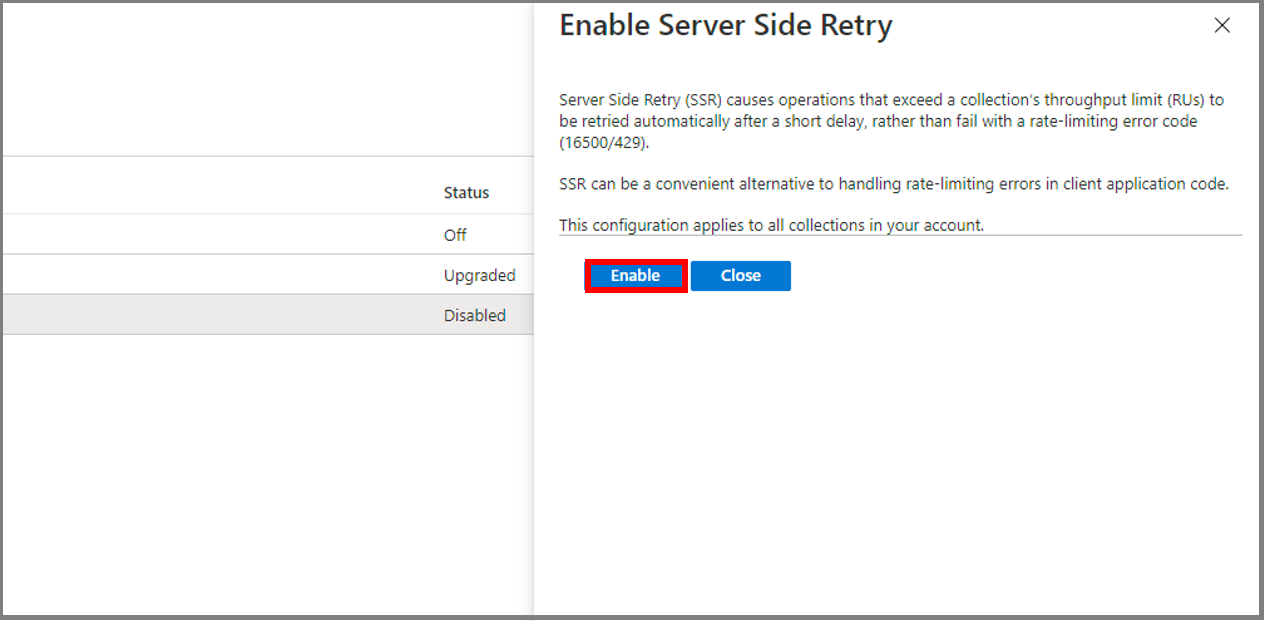 Enable Server Side Retry
Server Side Retry (SSR) causes operations that exceed a collection's throughput limit (RUs) to
be retried automatically after a short delay, rather than fail with a rate-limiting error code
(16500/429).
SSR can be a convenient alternative to handling rate-limiting errors in client application code.
This configuration applies to all collections in your account.
Enable Close
Status
Off
Upgraded
Disabled